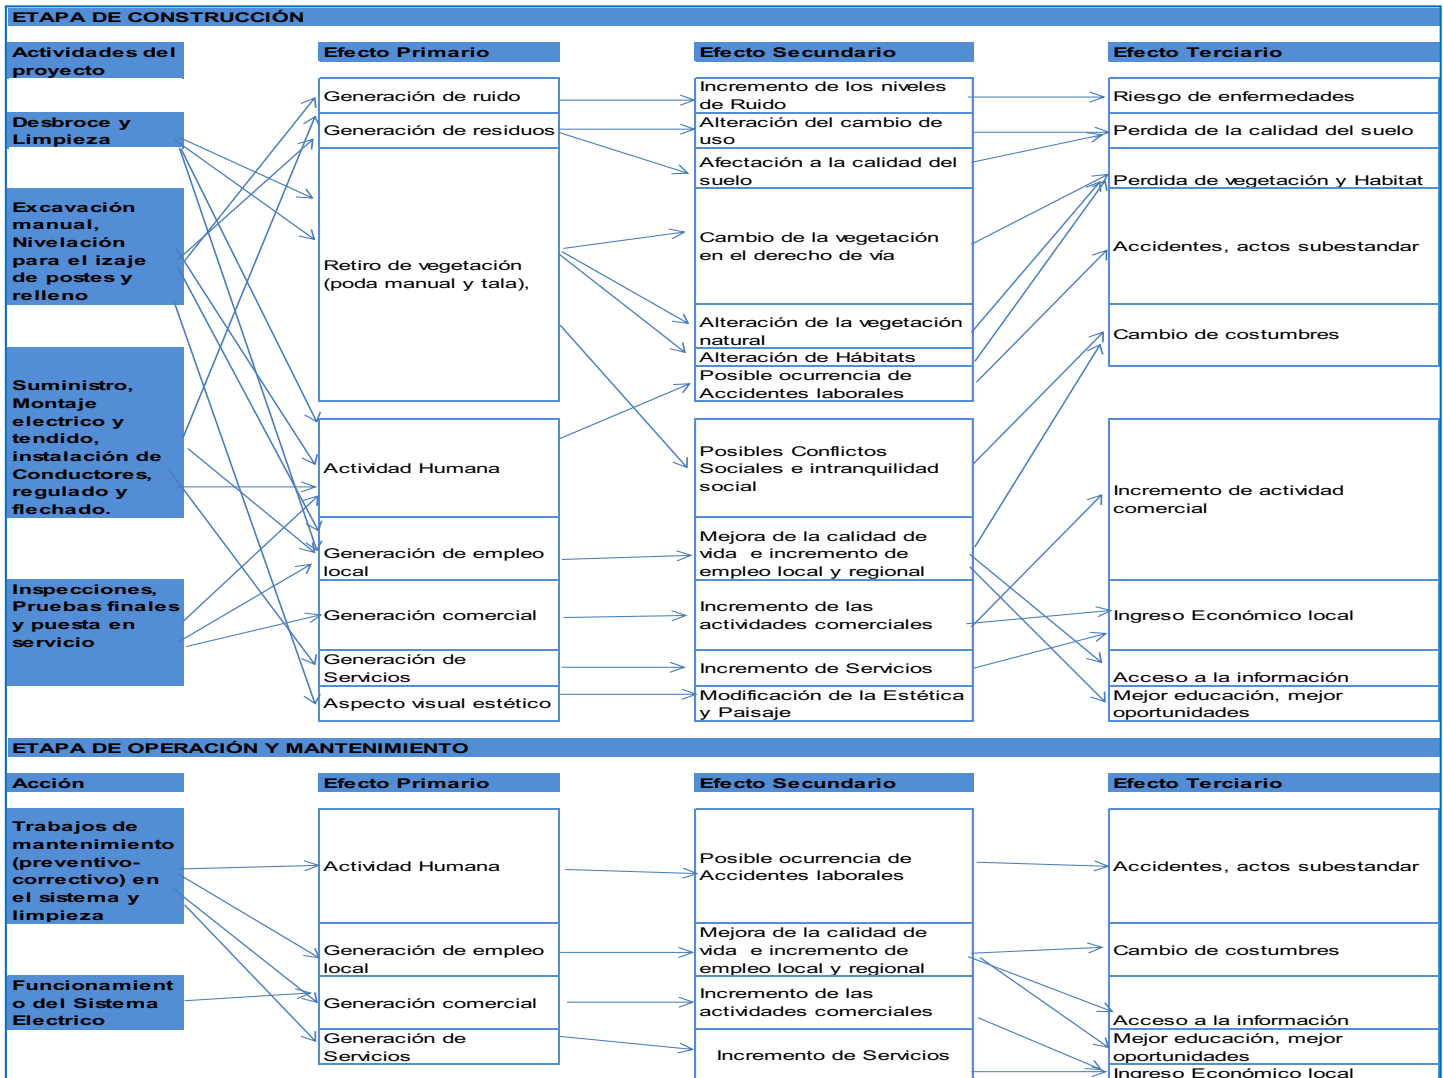 ETAPA DE CONSTRUCCIÓN
Actividades del
proyecto
Efecto Primario
Efecto Secundario
Efecto Terciario
Desbroce y
Limpieza
Excavación
manual,
Nivelación
para el izaje
de postes y
relleno
Suministro,
Montaje
electrico y
tendido,
instalación de
Conductores,
regulado y
flechado.
Inspecciones,
Pruebas finales
y puesta en
servicio
Generación de ruido
Generación de residuos
Retiro de vegetación
(poda manual y tala),
Actividad Humana
Generación de empleo
local
Generación comercial
Generación de
Servicios
Aspecto visual estético
Incremento de los niveles
de Ruido
Alteración del cambio de
uso
Afectación a la calidad del
suelo
Cambio de la vegetación
en el derecho de vía
Alteración de la vegetación
natural
Alteración de Hábitats
Posible ocurrencia de
Accidentes laborales
Posibles Conflictos
Sociales e intranquilidad
social
Mejora de la calidad de
vida  e incremento de
empleo local y regional
Incremento de las
actividades comerciales
Incremento de Servicios
Modificación de la Estética
y Paisaje
Riesgo de enfermedades
Perdida de la calidad del suelo
Perdida de vegetación y Habitat
Accidentes, actos subestandar
Cambio de costumbres
Incremento de actividad
comercial
Ingreso Económico local
Acceso a la información
Mejor educación, mejor
oportunidades
ETAPA DE OPERACIÓN Y MANTENIMIENTO
Acción
Efecto Primario
Efecto Secundario
Efecto Terciario
Trabajos de
mantenimiento
(preventivo-
correctivo) en
el sistema y
limpieza
Funcionamient
o del Sistema
Electrico
Actividad Humana
Generación de empleo
local
Generación comercial
Generación de
Servicios
Posible ocurrencia de
Accidentes laborales
Mejora de la calidad de
vida  e incremento de
empleo local y regional
Incremento de las
actividades comerciales
Incremento de Servicios
Accidentes, actos subestandar
Cambio de costumbres
Acceso a la información
Mejor educación, mejor
oportunidades
Ingreso Económico local